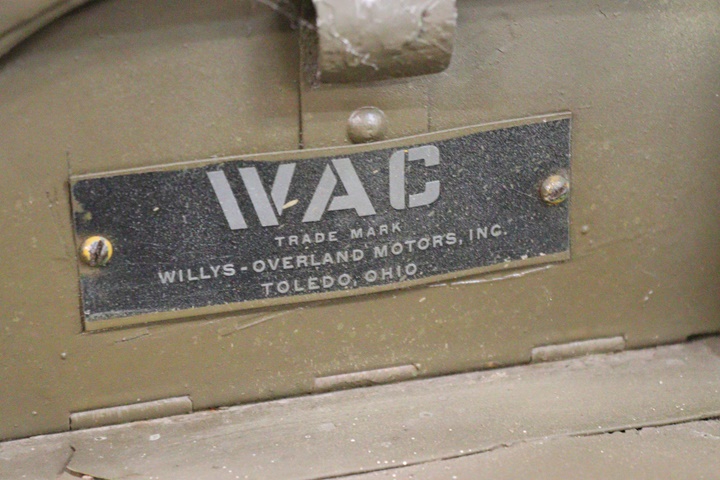 WAC
TRADE MARK
WILLYS-OVERLAND MOTORS, INC.
TOLEDO, OHIO.